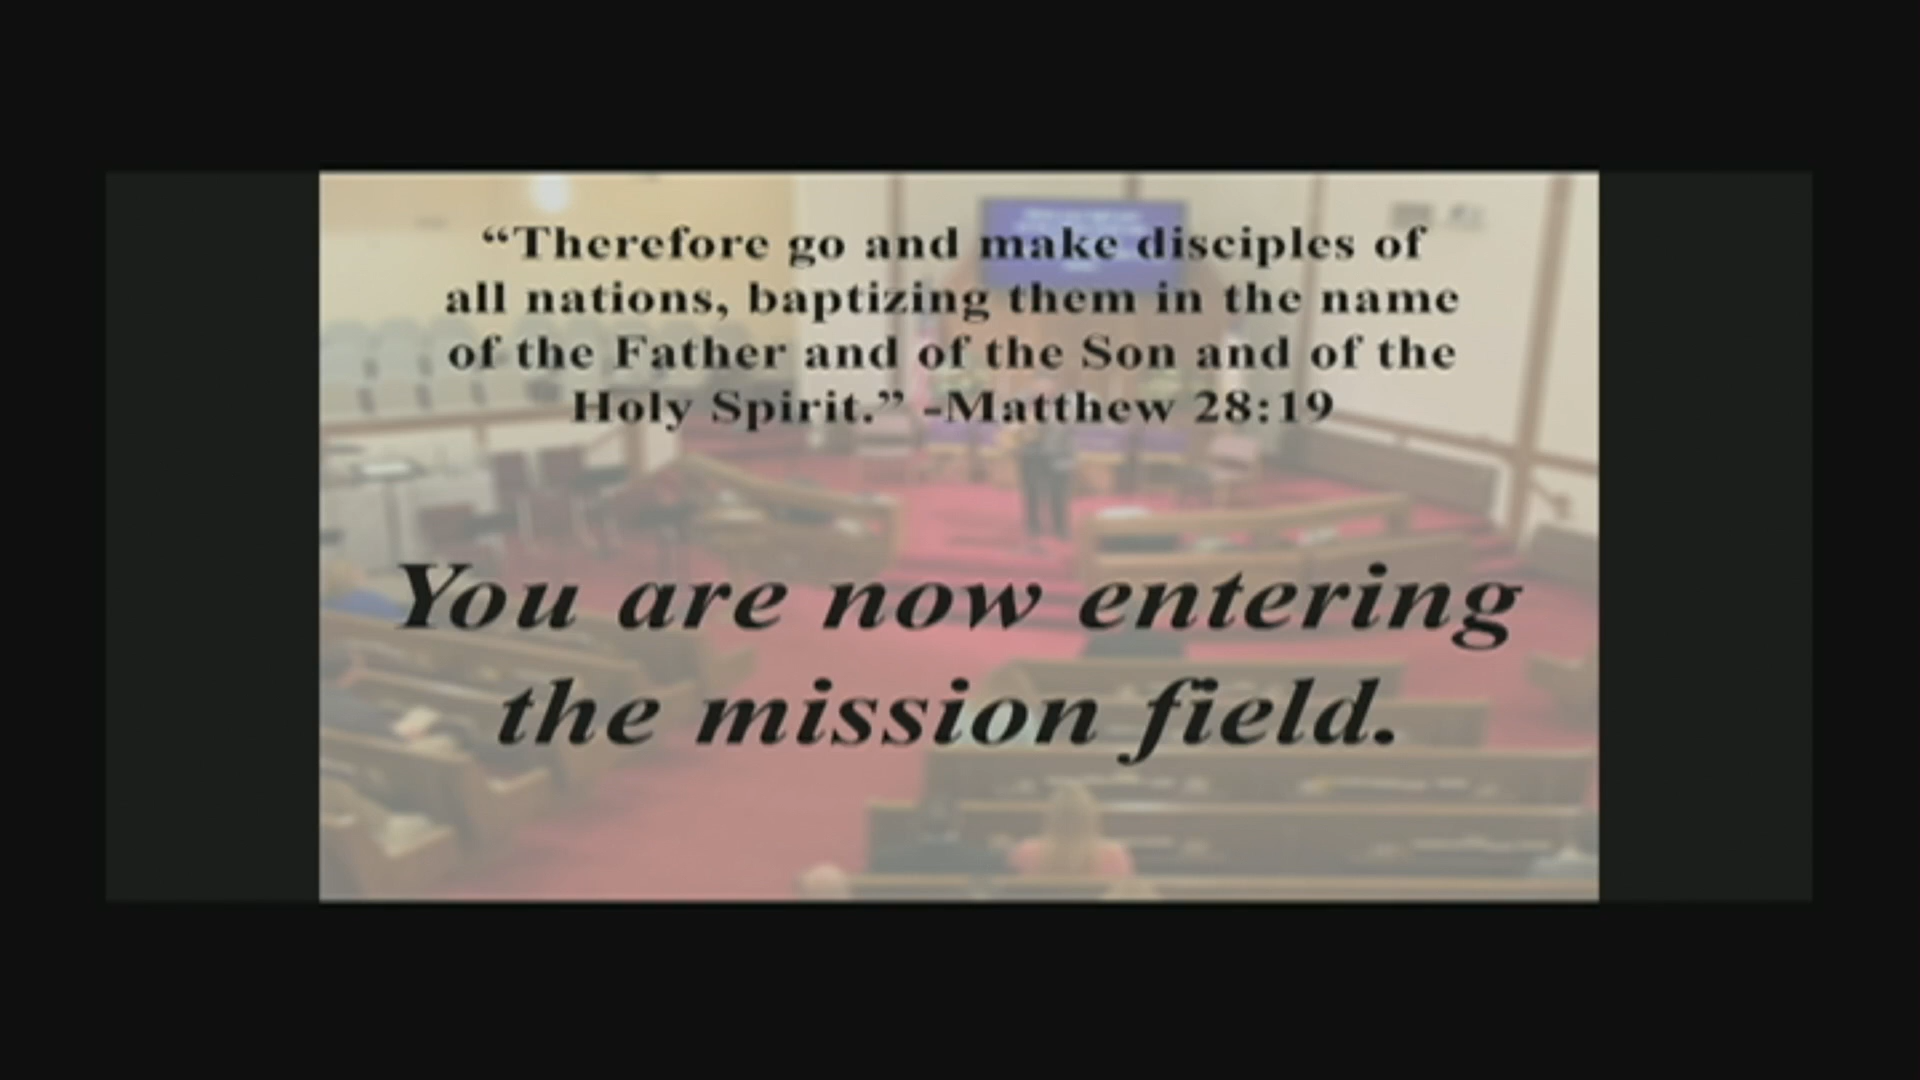 “Therefore go and make disciples of
all nations, baptizing them in the name
of the Father and of the Son and of the
Holy Spirit.” -Matthew 28:19
You are now entering
the mission field.